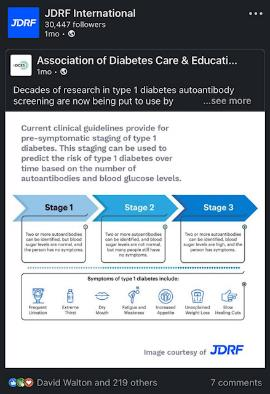 JDRF
JDRF International
30,447 followers
1mo •
Association of Diabetes Care & Educati...
1mo •
Decades of research in type 1 diabetes autoantibody
screening are now being put to use by ...see more
Current clinical guidelines provide for
pre-symptomatic staging of type 1
diabetes. This staging can be used to
predict the risk of type 1 diabetes over
time based on the number of
autoantibodies and blood glucose levels.
Stage 1
Stage 2
Stage 3
Two or more autoantibodies
can be identified, but blood
sugar levels are normal, and
the person has no symptoms.
Two or more autoantibodies
can be identified, and blood
sugar levels are not normal,
but many people still have
no symptoms.
Two or more autoantibodies
can be identified, blood
sugar levels are high, and the
person has symptoms.
Symptoms of type 1 diabetes include:
Frequent
Urination
Extreme
Thirst
Dry
Mouth
Fatigue and
Weakness
Increased
Appetite
Unexplained
Weight Loss
Slow
Healing Cuts
Image courtesy of JDRF
David Walton and 219 others
7 comments